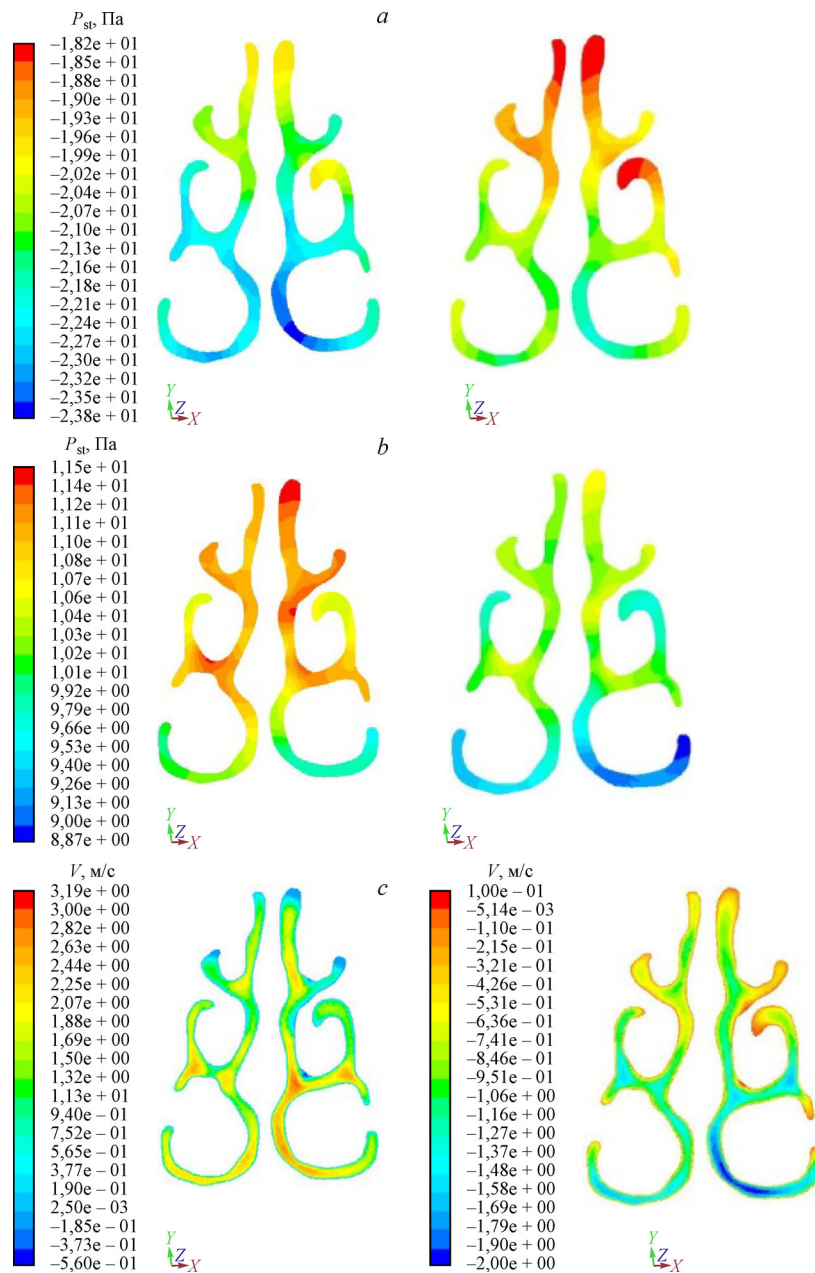 Pst, Па
a
–1,82e + 01
–1,85e + 01
–1,88e + 01
–1,90e + 01
–1,93e + 01
–1,96e + 01
–1,99e + 01
–2,02e + 01
–2,04e + 01
–2,07e + 01
–2,10e + 01
–2,13e + 01
–2,16e + 01
–2,18e + 01
–2,21e + 01
–2,24e + 01
–2,27e + 01
–2,30e + 01
–2,32e + 01
–2,35e + 01
–2,38e + 01
Y
Z
X
Y
Z
X
Pst, Па
b
1,15e + 01
1,14e + 01
1,12e + 01
1,11e + 01
1,10e + 01
1,08e + 01
1,07e + 01
1,06e + 01
1,04e + 01
1,03e + 01
1,02e + 01
1,01e + 01
9,92e + 00
9,79e + 00
9,66e + 00
9,53e + 00
9,40e + 00
9,26e + 00
9,13e + 00
9,00e + 00
8,87e + 00
Y
Z
X
Y
Z
X
V, м/с
c
3,19e + 00
3,00e + 00
2,82e + 00
2,63e + 00
2,44e + 00
2,25e + 00
2,07e + 00
1,88e + 00
1,69e + 00
1,50e + 00
1,32e + 00
1,13e + 01
9,40e – 01
7,52e – 01
5,65e – 01
3,77e – 01
1,90e – 01
2,50e – 03
–1,85e – 01
–3,73e – 01
–5,60e – 01
Y
Z
X
V, м/с
1,00e – 01
–5,14e – 03
–1,10e – 01
–2,15e – 01
–3,21e – 01
–4,26e – 01
–5,31e – 01
–6,36e – 01
–7,41e – 01
–8,46e – 01
–9,51e – 01
–1,06e + 00
–1,16e + 00
–1,27e + 00
–1,37e + 00
–1,48e + 00
–1,58e + 00
–1,69e + 00
–1,79e + 00
–1,90e + 00
–2,00e + 00
Y
Z
X